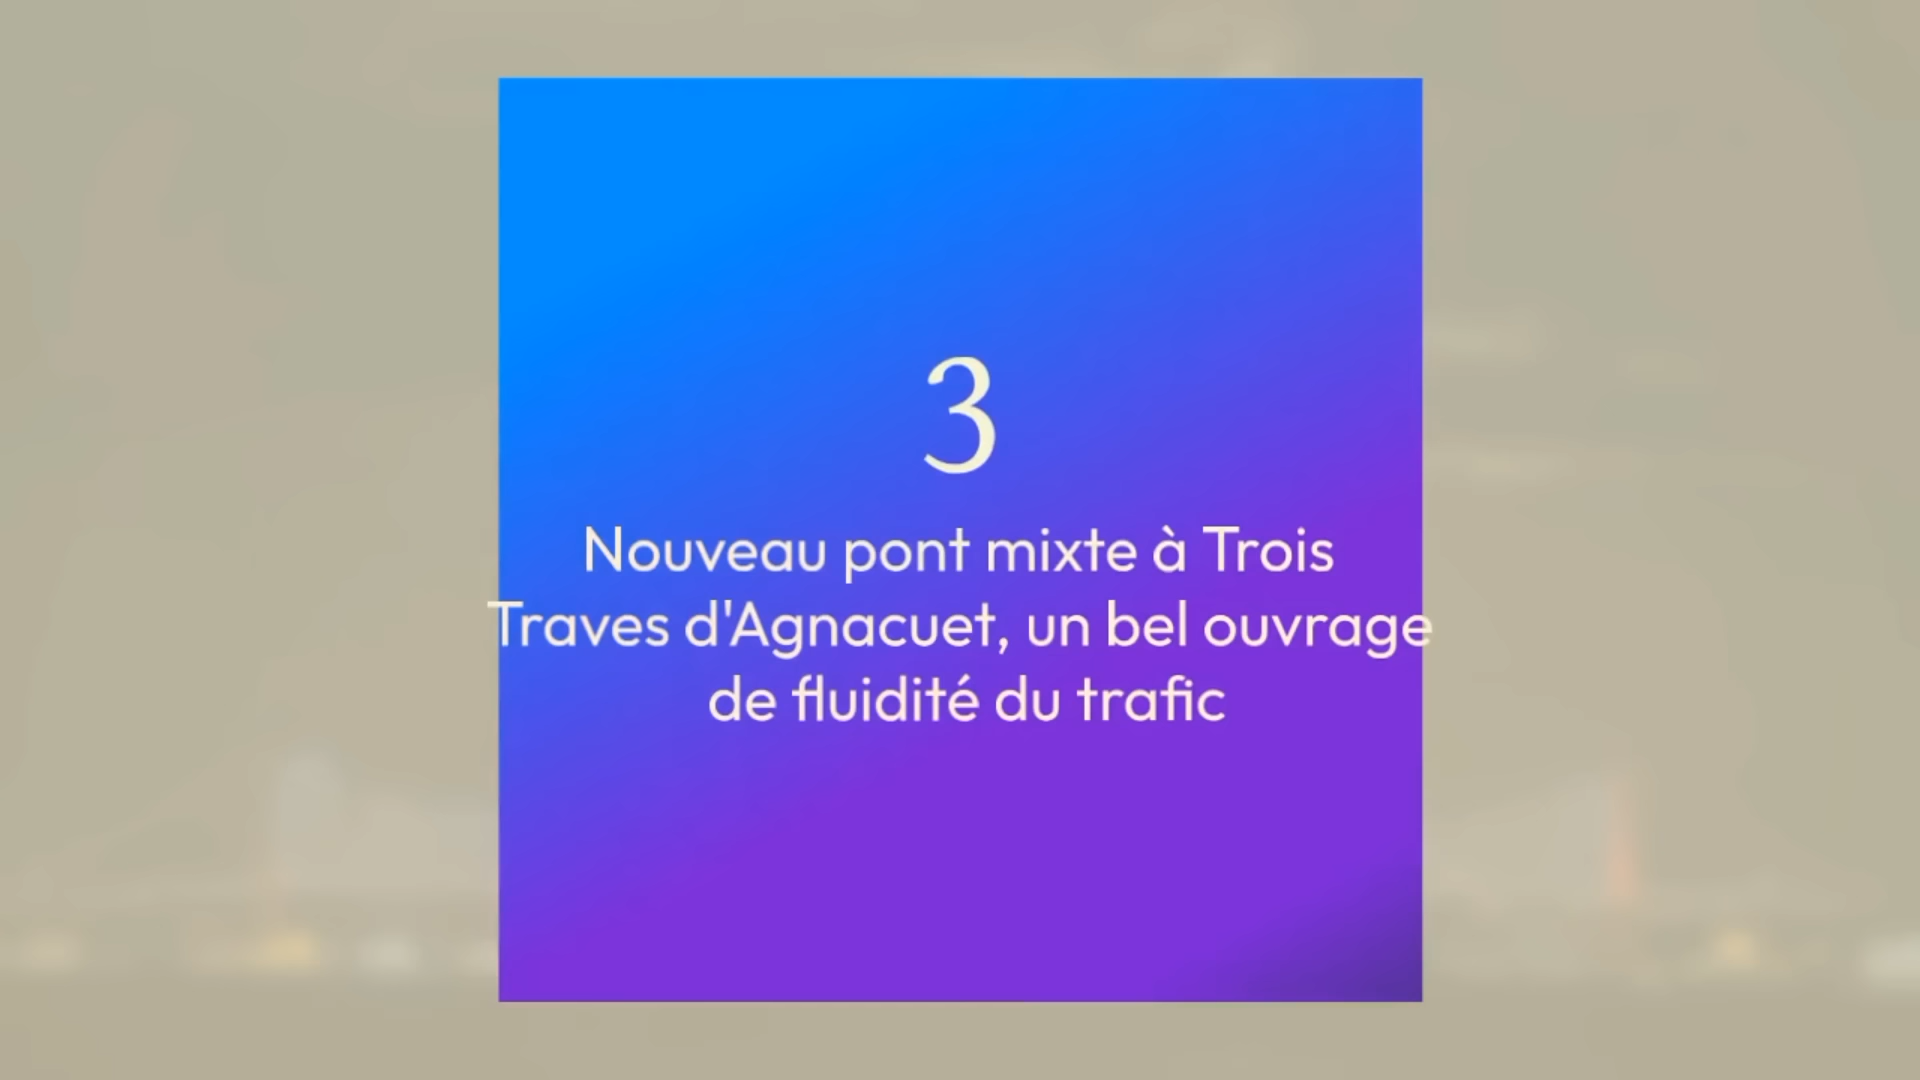 3
Nouveau pont mixte à Trois
Traves d'Agnacuet, un bel ouvrage
de fluidité du trafic